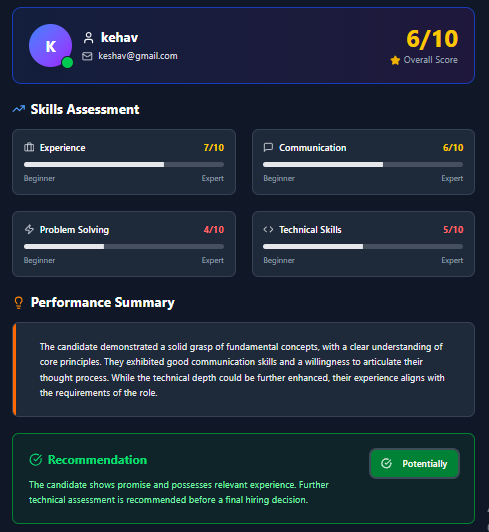 K
kehav
keshav@gmail.com
6/10
Overall Score
Skills Assessment
Experience
7/10
Beginner
Expert
Communication
6/10
Beginner
Expert
Problem Solving
4/10
Beginner
Expert
Technical Skills
5/10
Beginner
Expert
Performance Summary
The candidate demonstrated a solid grasp of fundamental concepts, with a clear understanding of
core principles. They exhibited good communication skills and a willingness to articulate their
thought process. While the technical depth could be further enhanced, their experience aligns with
the requirements of the role.
Recommendation
Potentially
The candidate shows promise and possesses relevant experience. Further
technical assessment is recommended before a final hiring decision.